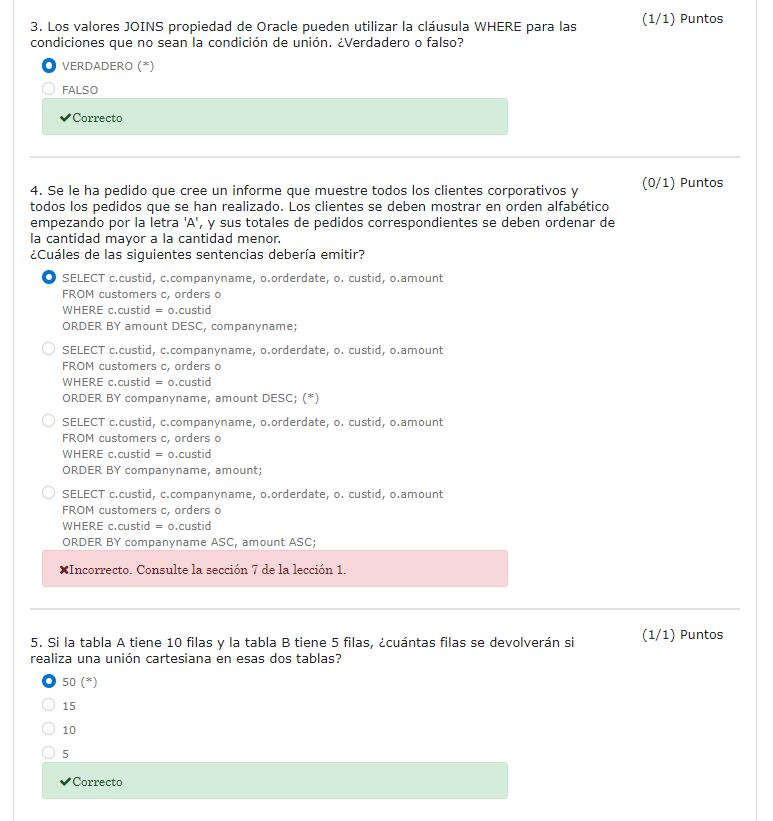 3. Los valores JOINS propiedad de Oracle pueden utilizar la cláusula WHERE para las
condiciones que no sean la condición de unión. ¿Verdadero o falso?
(1/1) Puntos
VERDADERO (*)
FALSO
✔Correcto
4. Se le ha pedido que cree un informe que muestre todos los clientes corporativos y
todos los pedidos que se han realizado. Los clientes se deben mostrar en orden alfabético
empezando por la letra 'A', y sus totales de pedidos correspondientes se deben ordenar de
la cantidad mayor a la cantidad menor.
¿Cuáles de las siguientes sentencias debería emitir?
(0/1) Puntos
SELECT c.custid, c.companyname, o.orderdate, o. custid, o.amount
FROM customers c, orders o
WHERE c.custid = o.custid
ORDER BY amount DESC, companyname;
SELECT c.custid, c.companyname, o.orderdate, o. custid, o.amount
FROM customers c, orders o
WHERE c.custid = o.custid
ORDER BY companyname, amount DESC; (*)
SELECT c.custid, c.companyname, o.orderdate, o. custid, o.amount
FROM customers c, orders o
WHERE c.custid = o.custid
ORDER BY companyname, amount;
SELECT c.custid, c.companyname, o.orderdate, o. custid, o.amount
FROM customers c, orders o
WHERE c.custid = o.custid
ORDER BY companyname ASC, amount ASC;
✖Incorrecto. Consulte la sección 7 de la lección 1.
5. Si la tabla A tiene 10 filas y la tabla B tiene 5 filas, ¿cuántas filas se devolverán si
realiza una unión cartesiana en esas dos tablas?
(1/1) Puntos
50 (*)
15
10
5
✔Correcto